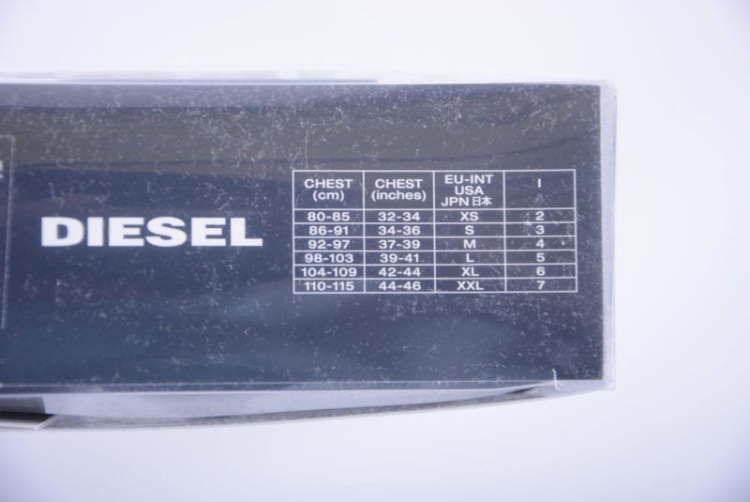 DIESEL
CHEST (cm) CHEST (inches) EU-INT USA JPN 日本 I
80-85 32-34 XS 2
86-91 34-36 S 3
92-97 37-39 M 4
98-103 39-41 L 5
104-109 42-44 XL 6
110-115 44-46 XXL 7